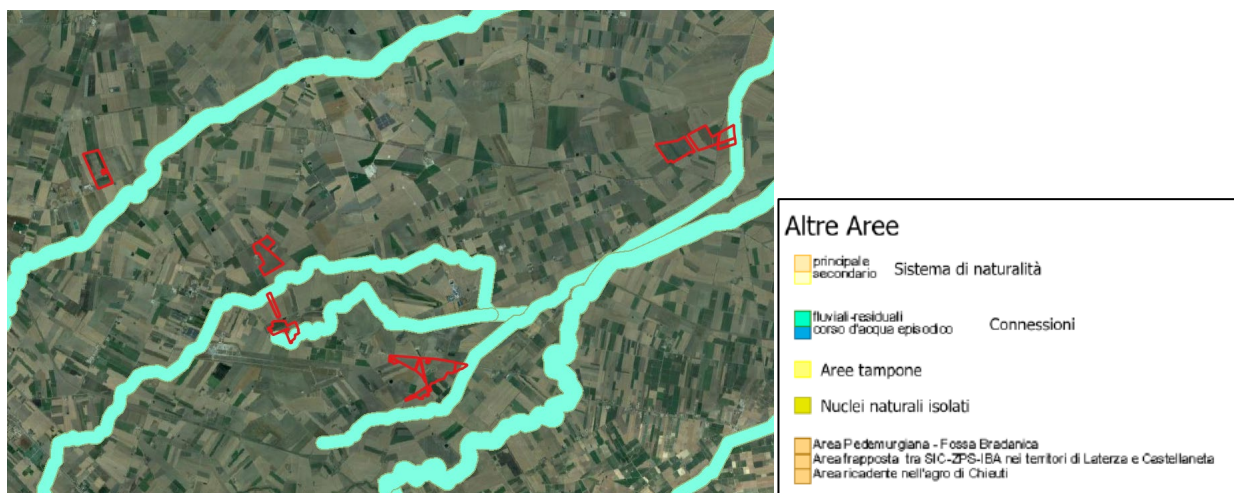 Altre Aree
principale
secondario
Sistema di naturalità
fluviali-residuali
corso d'acqua episodico
Connessioni
Aree tampone
Nuclei naturali isolati
Area Pedemurgiana - Fossa Bradanica
Area frapposta tra SIC-ZPS-IBA nei territori di Laterza e Castellaneta
Area ricadente nell'agro di Chieuti